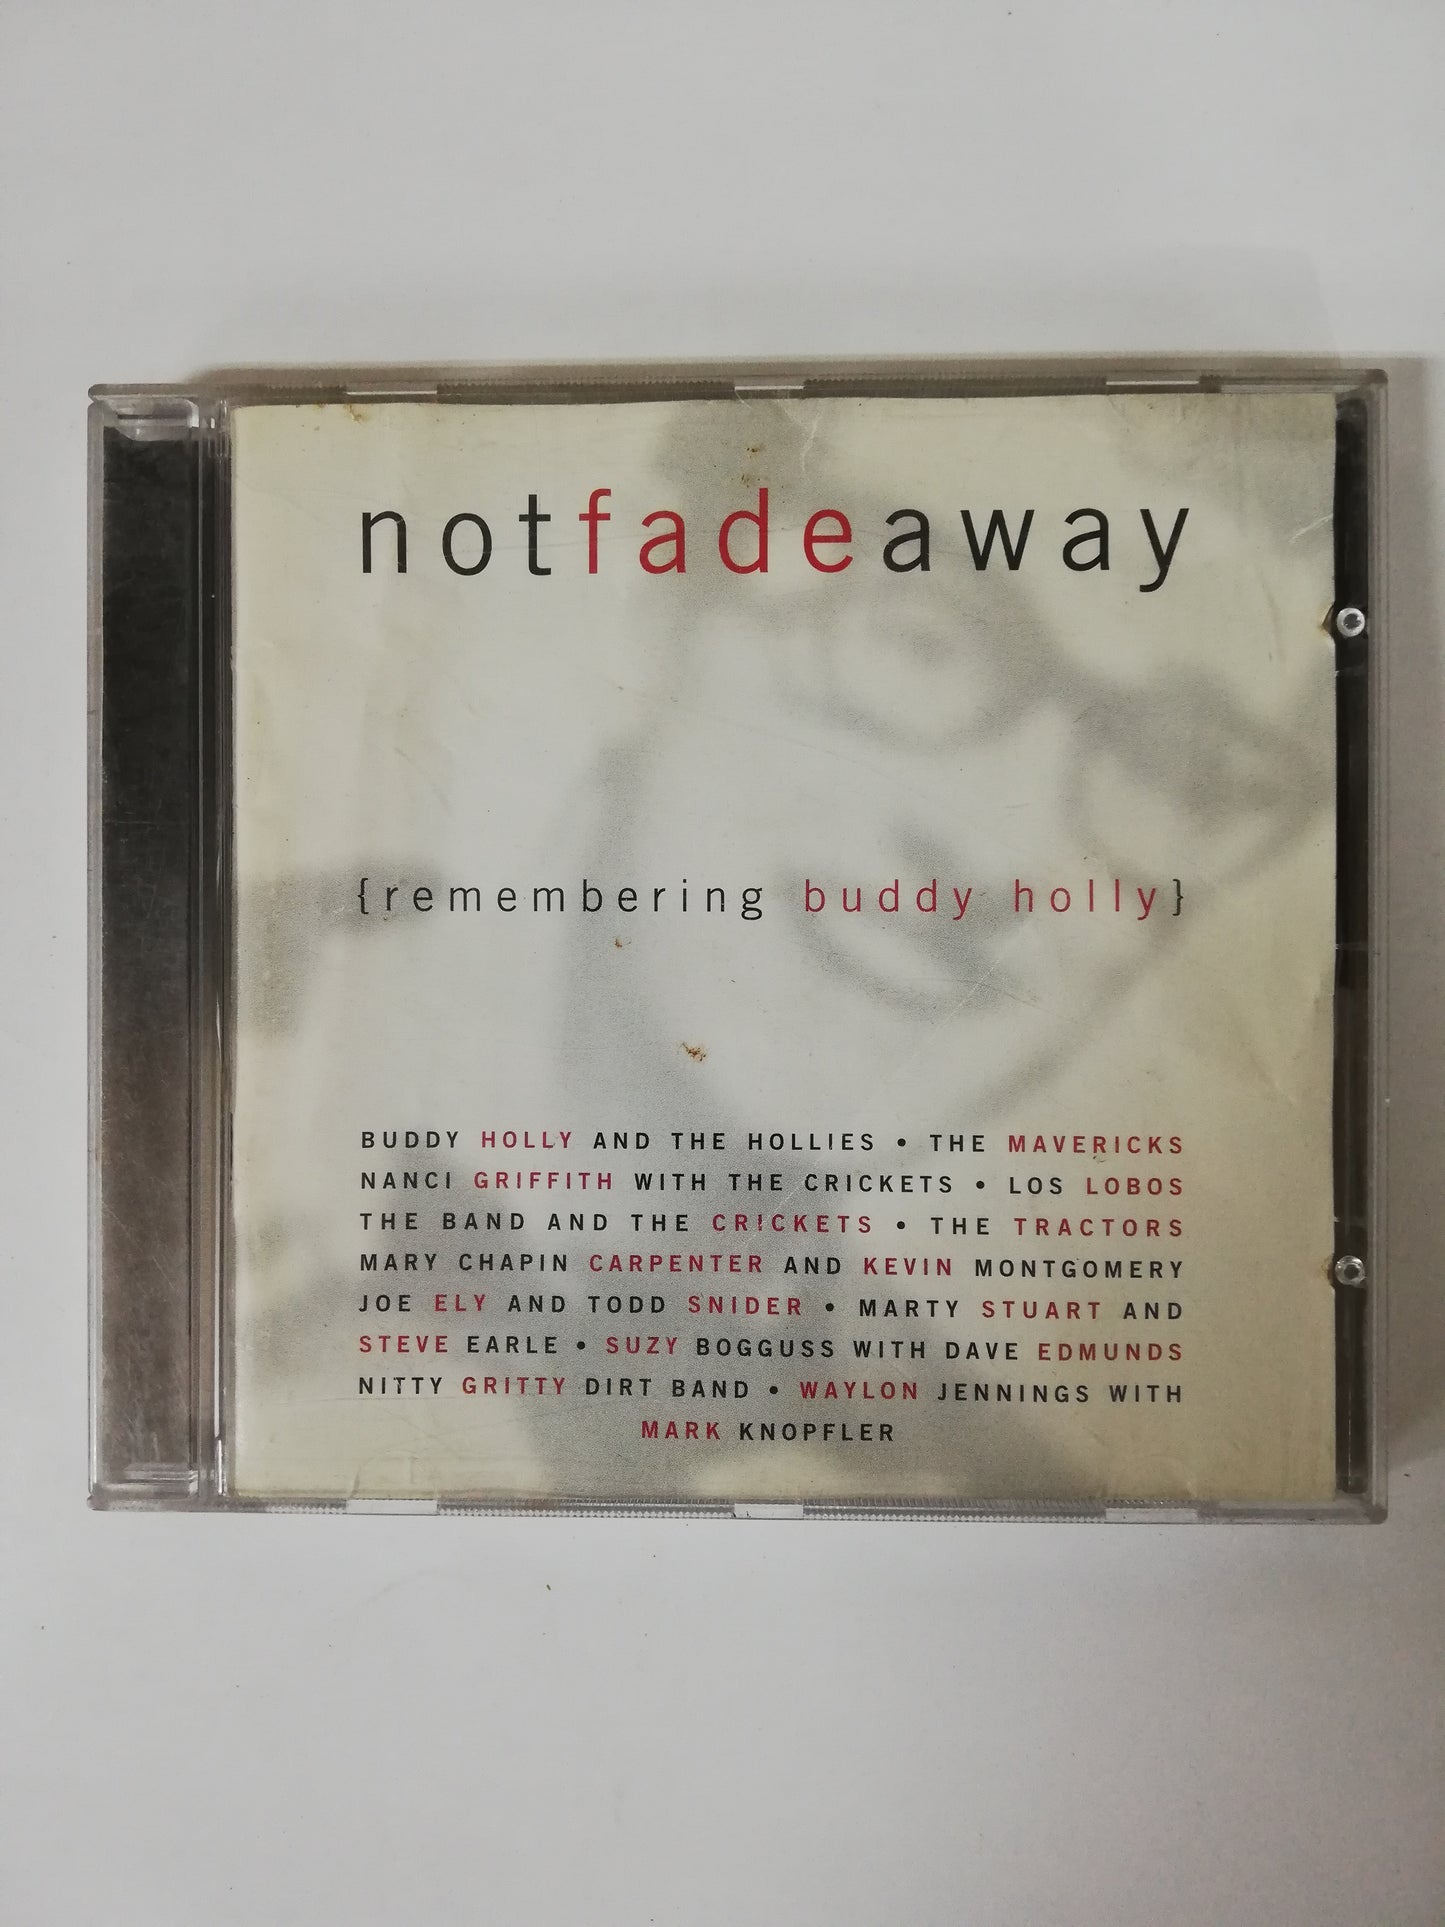 notfadeaway
{remembering buddy holly}
BUDDY HOLLY AND THE HOLLIES • THE MAVERICKS
NANCI GRIFFITH WITH THE CRICKETS • LOS LOBOS
THE BAND AND THE CRICKETS • THE TRACTORS
MARY CHAPIN CARPENTER AND KEVIN MONTGOMERY
JOE ELY AND TODD SNIDER • MARTY STUART AND
STEVE EARLE • SUZY BOGGUSS WITH DAVE EDMUNDS
NITTY GRITTY DIRT BAND • WAYLON JENNINGS WITH
MARK KNOPFLER